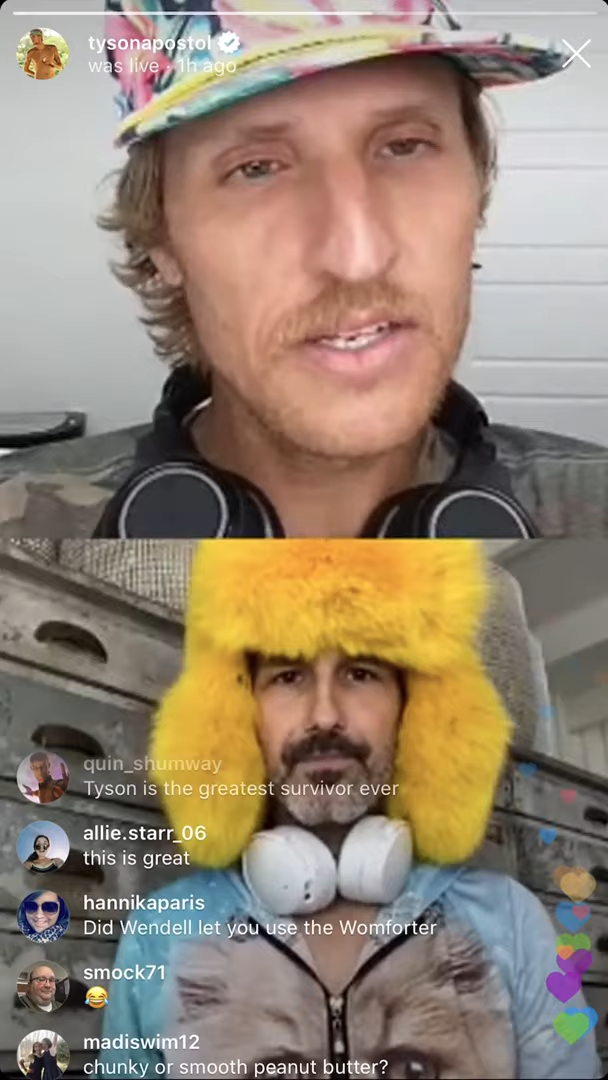 tysonapostol
was live · 1h ago
quin_shumway
Tyson is the greatest survivor ever
allie.starr_06
this is great
hannikaparis
Did Wendell let you use the Womforter
smock71
😂
madiswim12
chunky or smooth peanut butter?